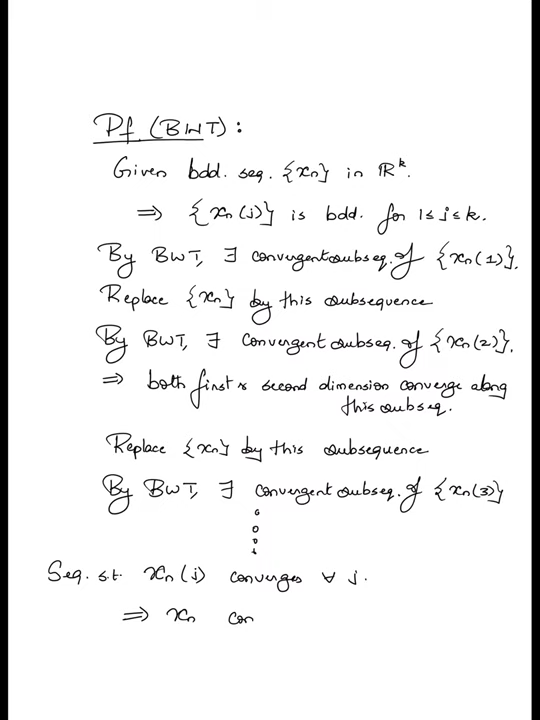 Pf (BWT) :
Given bdd. seq. {xn} in ℝ^k.
⇒ {xn(j)} is bdd. for 1≤j≤k.
By BWT, ∃ convergent subseq. of {xn(1)}.
Replace {xn} by this subsequence
By BWT, ∃ convergent subseq. of {xn(2)}.
⇒ both first & second dimension converge along
this subseq.
Replace {xn} by this subsequence
By BWT, ∃ convergent subseq. of {xn(3)}
Seq. s.t. xn(j) converges ∀ j.
⇒ xn con